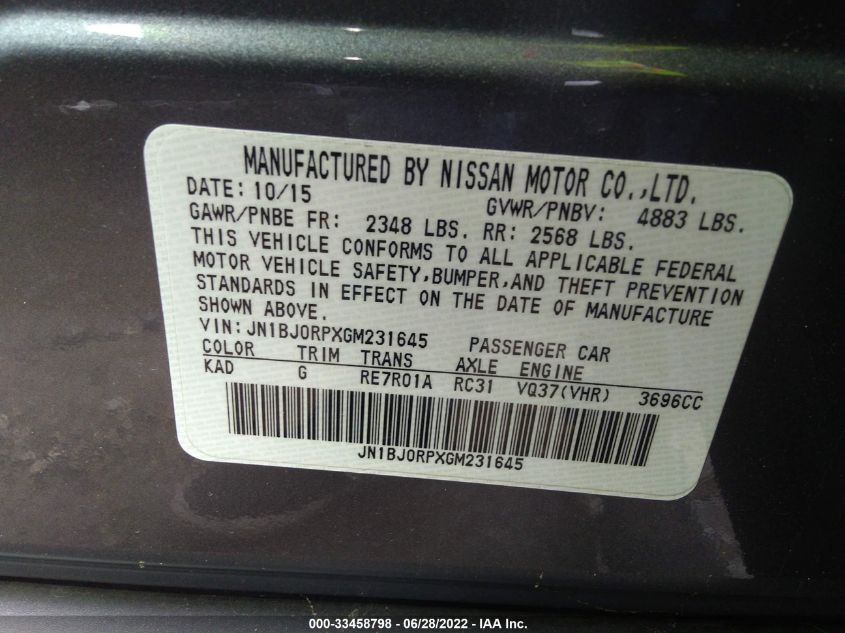 MANUFACTURED BY NISSAN MOTOR CO.,LTD.
DATE: 10/15 GVWR/PNBV: 4883 LBS.
GAWR/PNBE FR: 2348 LBS. RR: 2568 LBS.
THIS VEHICLE CONFORMS TO ALL APPLICABLE FEDERAL
MOTOR VEHICLE SAFETY,BUMPER,AND THEFT PREVENTION
STANDARDS IN EFFECT ON THE DATE OF MANUFACTURE
SHOWN ABOVE.
VIN: JN1BJ0RPXGM231645 PASSENGER CAR
COLOR TRIM TRANS AXLE ENGINE
KAD G RE7R01A RC31 VQ37(VHR) 3696CC
JN1BJ0RPXGM231645
000-33458798 - 06/28/2022 - IAA Inc.